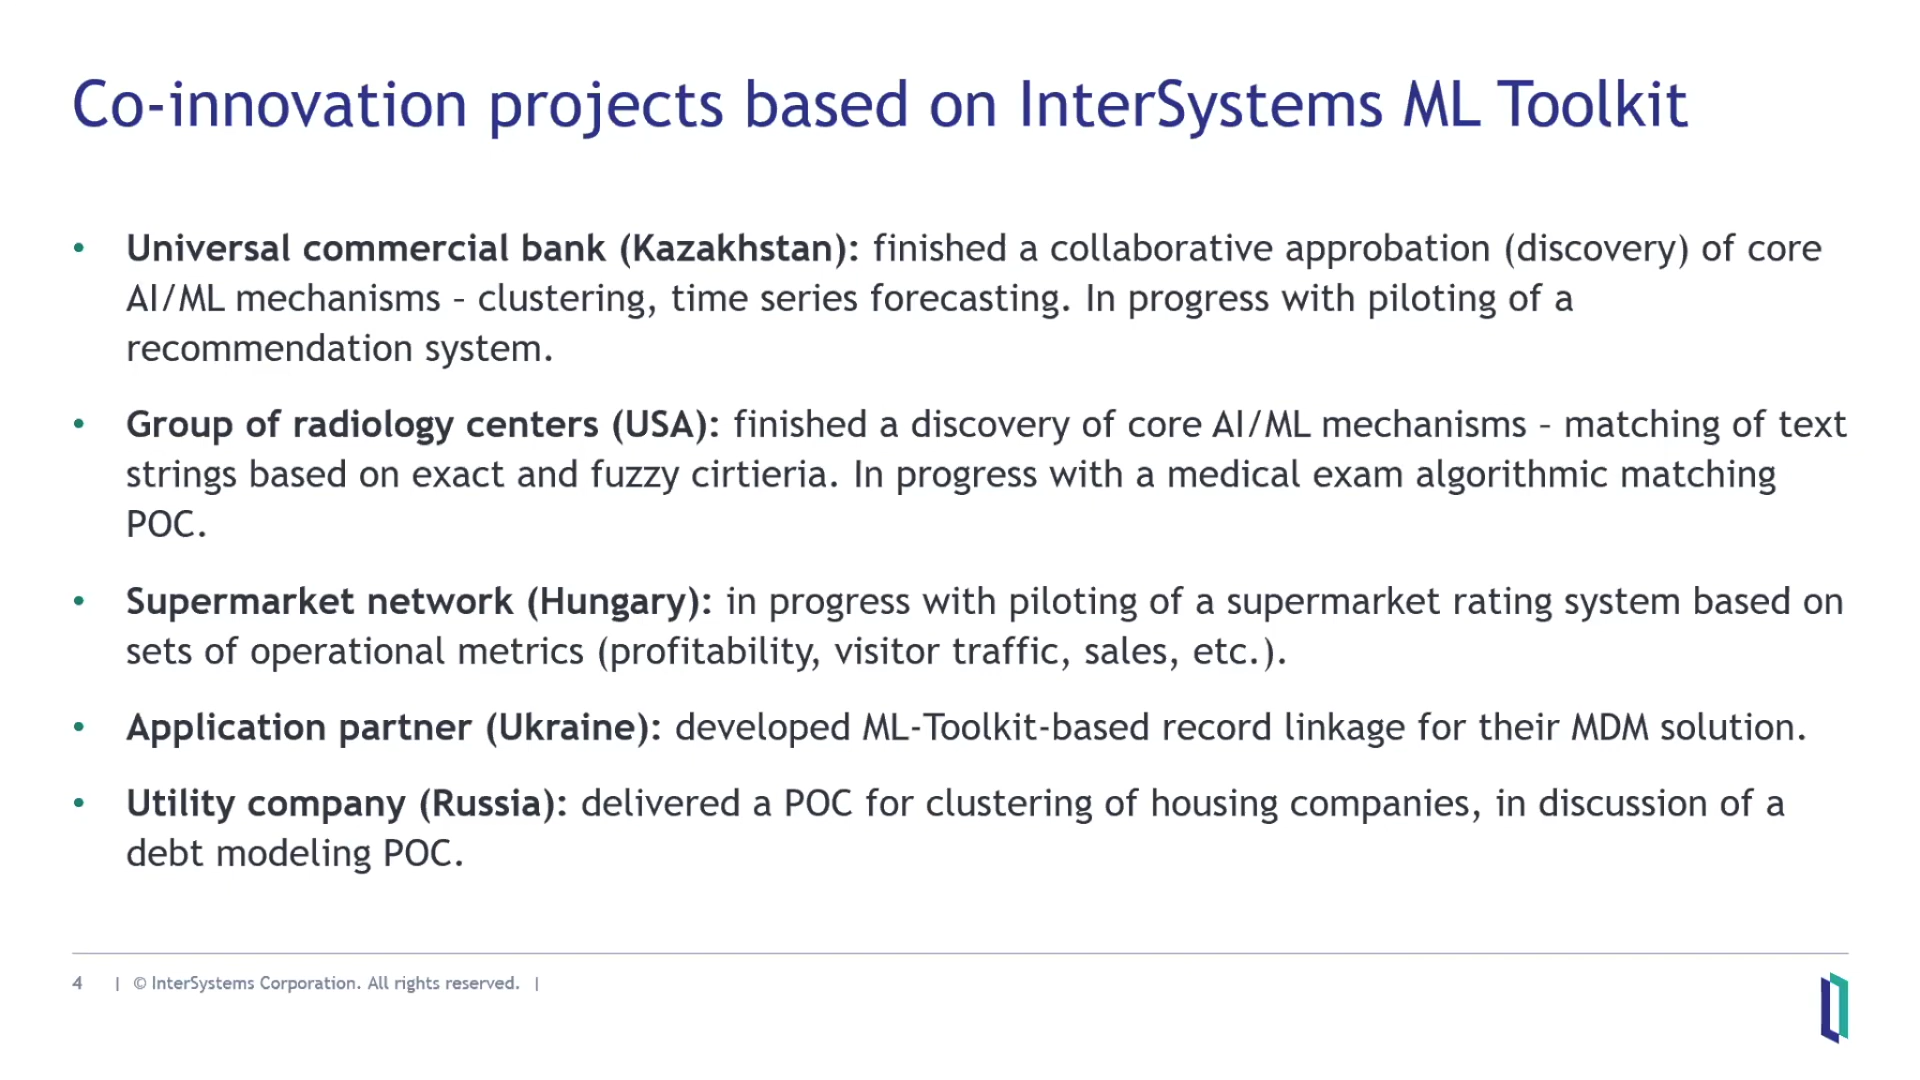 Co-innovation projects based on InterSystems ML Toolkit
• Universal commercial bank (Kazakhstan): finished a collaborative approbation (discovery) of core
AI/ML mechanisms – clustering, time series forecasting. In progress with piloting of a
recommendation system.
• Group of radiology centers (USA): finished a discovery of core AI/ML mechanisms – matching of text
strings based on exact and fuzzy cirtieria. In progress with a medical exam algorithmic matching
POC.
• Supermarket network (Hungary): in progress with piloting of a supermarket rating system based on
sets of operational metrics (profitability, visitor traffic, sales, etc.).
• Application partner (Ukraine): developed ML-Toolkit-based record linkage for their MDM solution.
• Utility company (Russia): delivered a POC for clustering of housing companies, in discussion of a
debt modeling POC.
4 | © InterSystems Corporation. All rights reserved. |